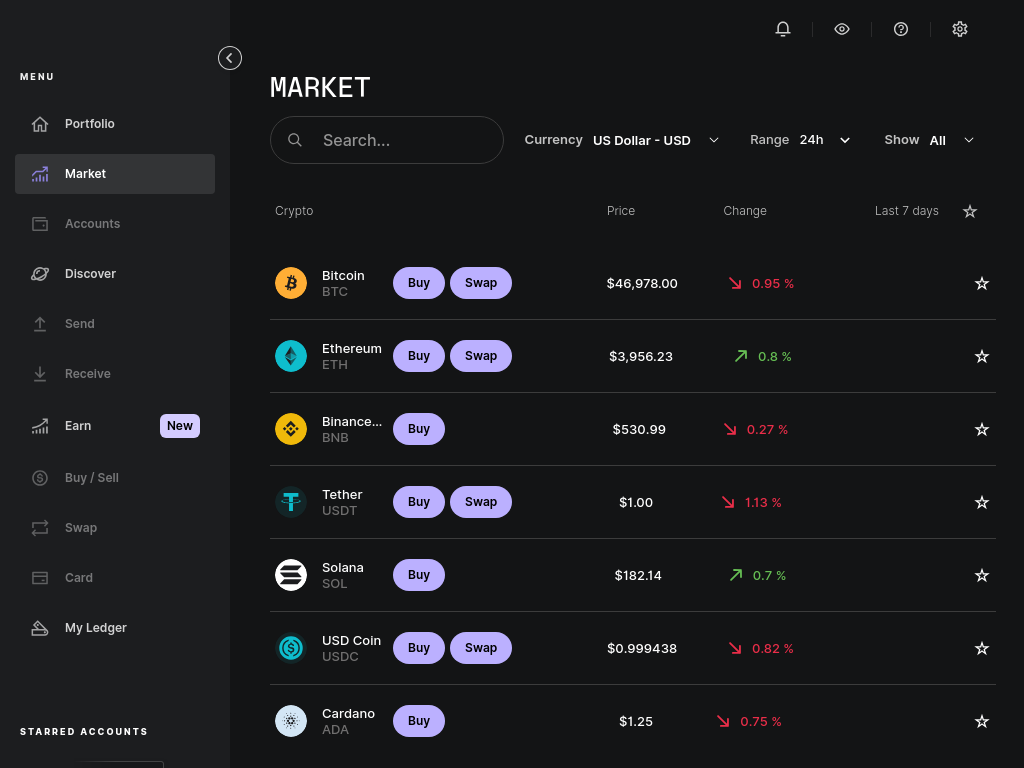 MENU
Portfolio
Market
Accounts
Discover
Send
Receive
Earn New
Buy / Sell
Swap
Card
My Ledger
STARRED ACCOUNTS
MARKET
Search...
Currency US Dollar - USD
Range 24h
Show All
Crypto Price Change Last 7 days
Bitcoin
BTC
Buy Swap $46,978.00 0.95 %
Ethereum
ETH
Buy Swap $3,956.23 0.8 %
Binance...
BNB
Buy $530.99 0.27 %
Tether
USDT
Buy Swap $1.00 1.13 %
Solana
SOL
Buy $182.14 0.7 %
USD Coin
USDC
Buy Swap $0.999438 0.82 %
Cardano
ADA
Buy $1.25 0.75 %